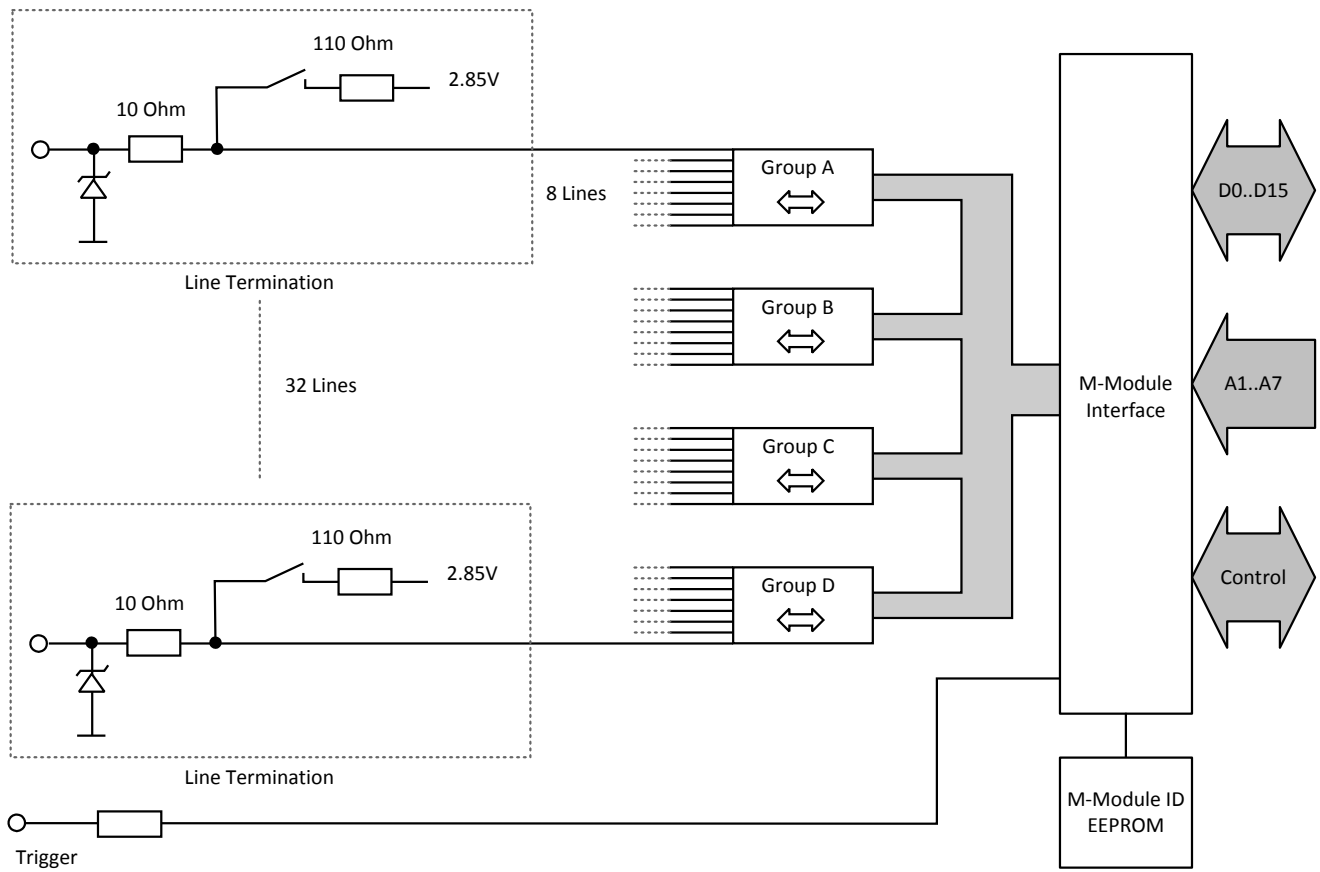 110 Ohm
2.85V
10 Ohm
Line Termination
8 Lines
Group A
Group B
Group C
Group D
32 Lines
110 Ohm
2.85V
10 Ohm
Line Termination
Trigger
M-Module
Interface
D0..D15
A1..A7
Control
M-Module ID
EEPROM